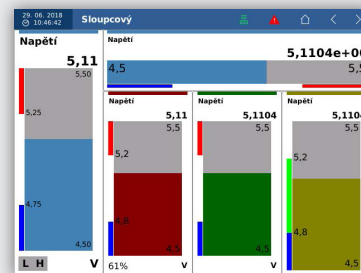 29. 06. 2018
10:46:42
Sloupcový
Napětí
5,11
5,50
5,25
4,75
4,50
L H
V
Napětí
5,1104e+00
4,5
5,5
Napětí
5,11
5,5
5,2
4,8
4,5
61%
V
Napětí
5,1104
5,5
4,5
V
Napětí
5,1104
5,5
5,2
4,8
4,5
V